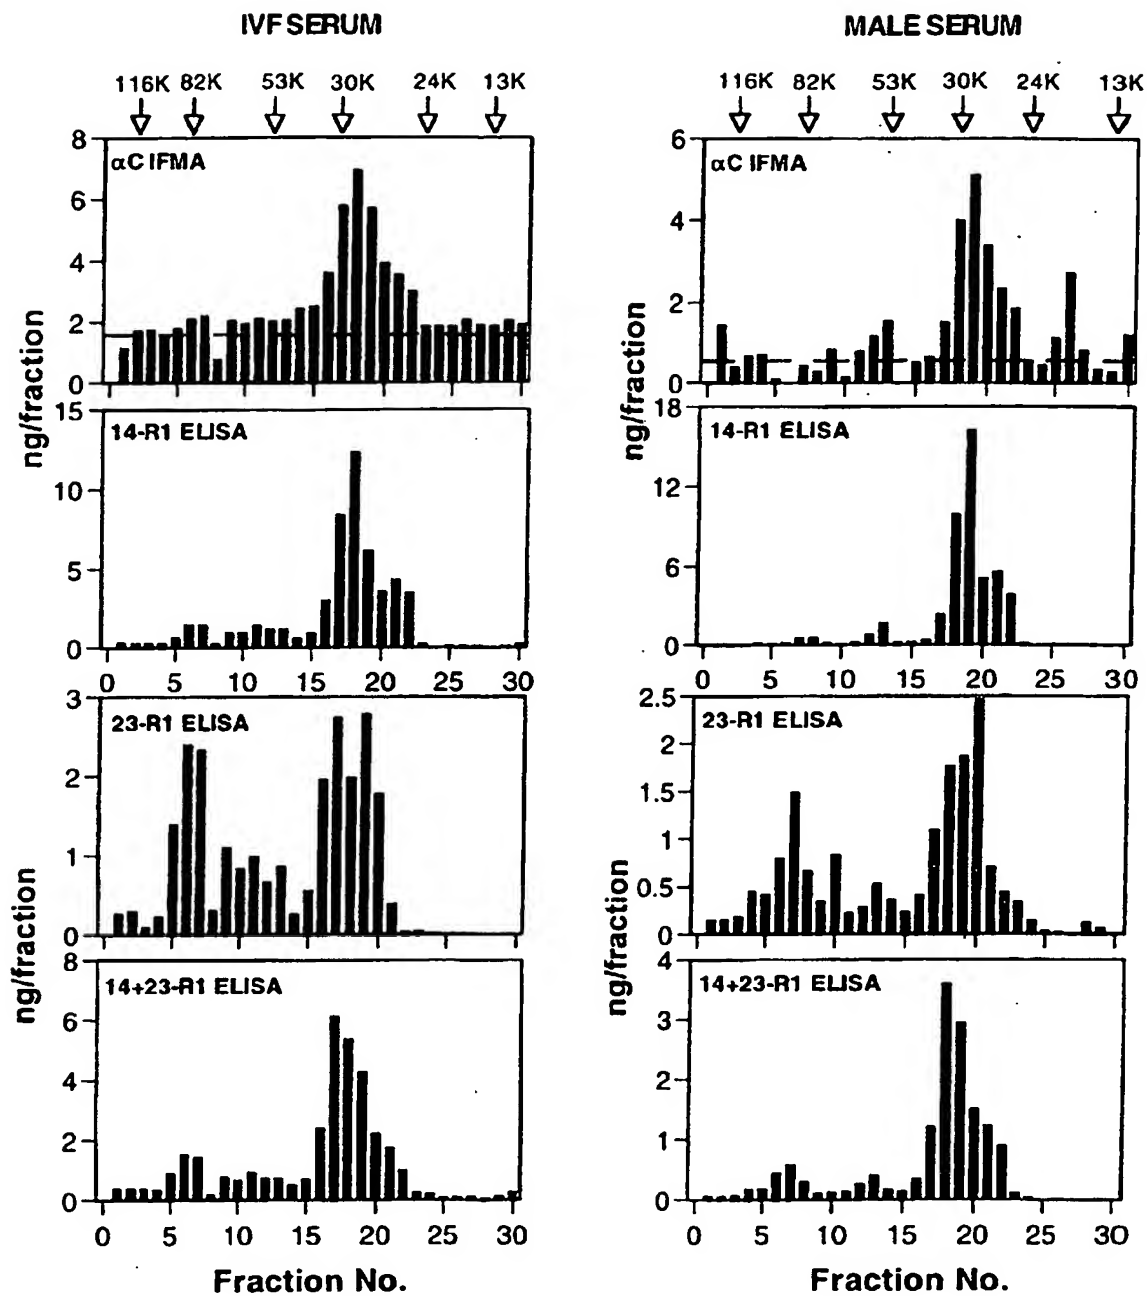 IVF SERUM
116K 82K 53K 30K 24K 13K
αC IFMA
8
6
4
2
0
ng/fraction
14-R1 ELISA
15
10
5
0
0 5 10 15 20 25 30
23-R1 ELISA
3
2
1
0
ng/fraction
14+23-R1 ELISA
8
6
4
2
0
0 5 10 15 20 25 30
Fraction No.
MALE SERUM
116K 82K 53K 30K 24K 13K
αC IFMA
6
4
2
0
ng/fraction
14-R1 ELISA
18
12
6
0
0 5 10 15 20 25 30
23-R1 ELISA
2.5
2
1.5
1
0.5
0
ng/fraction
14+23-R1 ELISA
4
3
2
1
0
0 5 10 15 20 25 30
Fraction No.